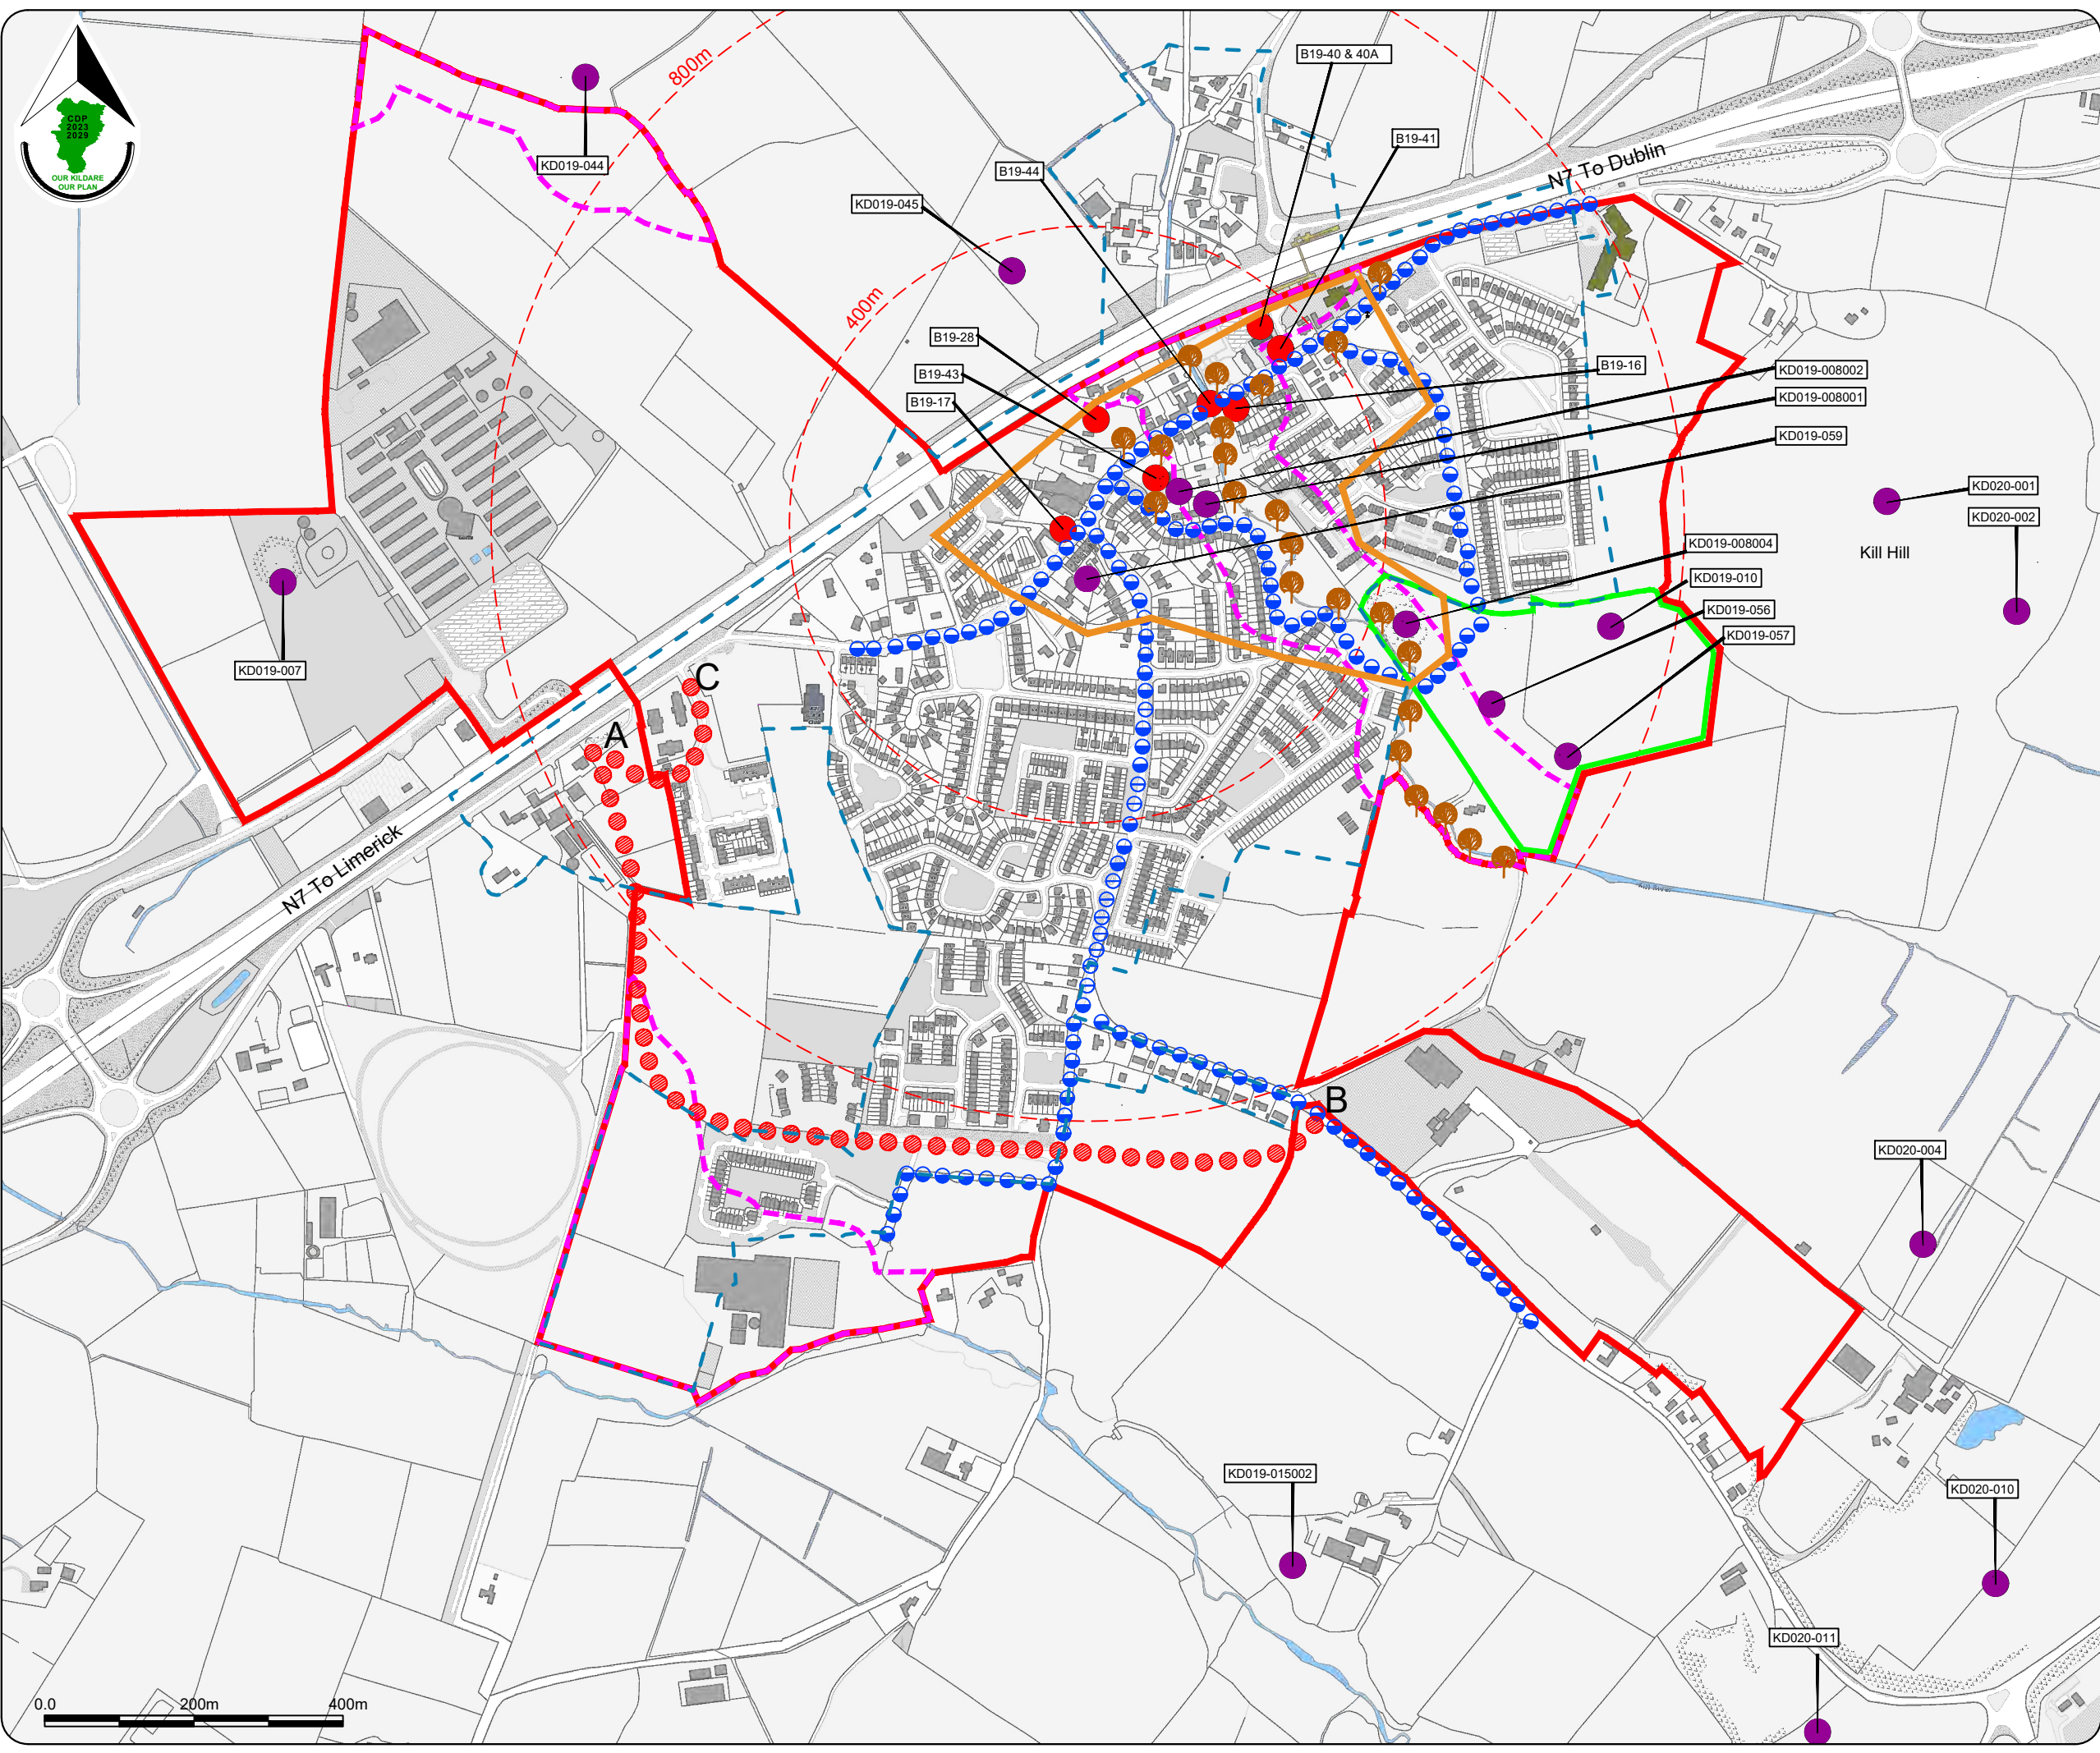 CDP
2023
2029
OUR KILDARE
OUR PLAN
800m
B19-40 & 40A
B19-41
N7 To Dublin
KD019-044
B19-44
KD019-045
400m
B19-28
B19-43
B19-17
B19-16
KD019-008002
KD019-008001
KD019-059
KD020-001
KD020-002
Kill Hill
KD019-008004
KD019-010
KD019-056
KD019-057
KD019-007
C
A
N7 To Limerick
B
KD020-004
KD019-015002
KD020-010
KD020-011
0.0
200m
400m